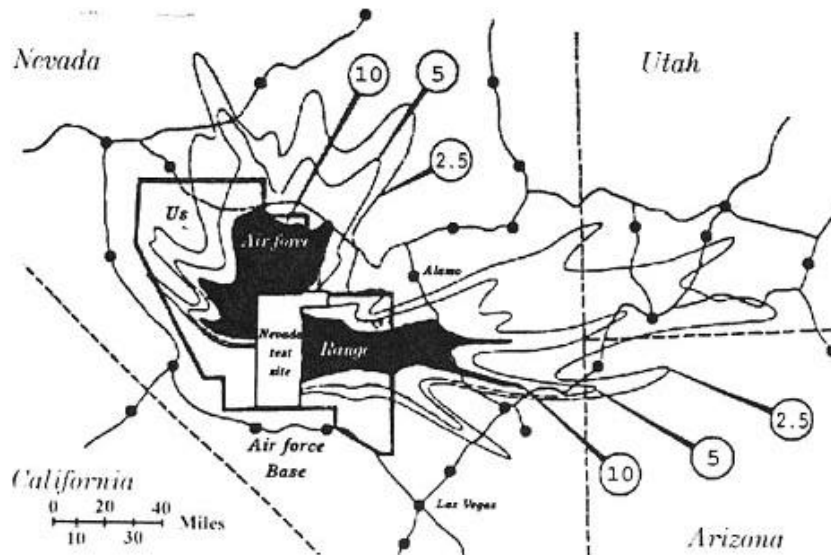 Nevada
Utah
10
5
2.5
Us
Air force
Alamo
Nevada
test
site
Range
2.5
5
10
Air force
Base
California
0 20 40
10 30
Miles
Las Vegas
Arizona